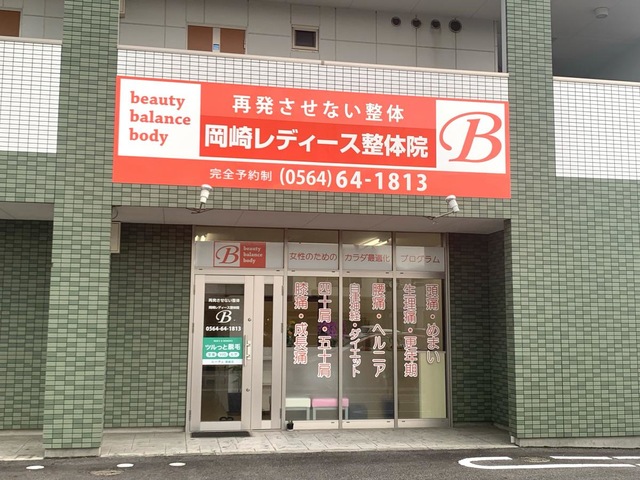 beauty
balance
body
再発させない整体
岡崎レディース整体院
完全予約制 (0564) 64-1813
B
B
beauty
balance
body
女性のための カラダ最適化 プログラム
頭痛・めまい
生理痛・更年期
腰痛・ヘルニア
自律神経・ダイエット
四十肩・五十肩
膝痛・成長痛
再発させない整体
岡崎レディース整体院
B
0564-64-1813
ツルっと脱毛